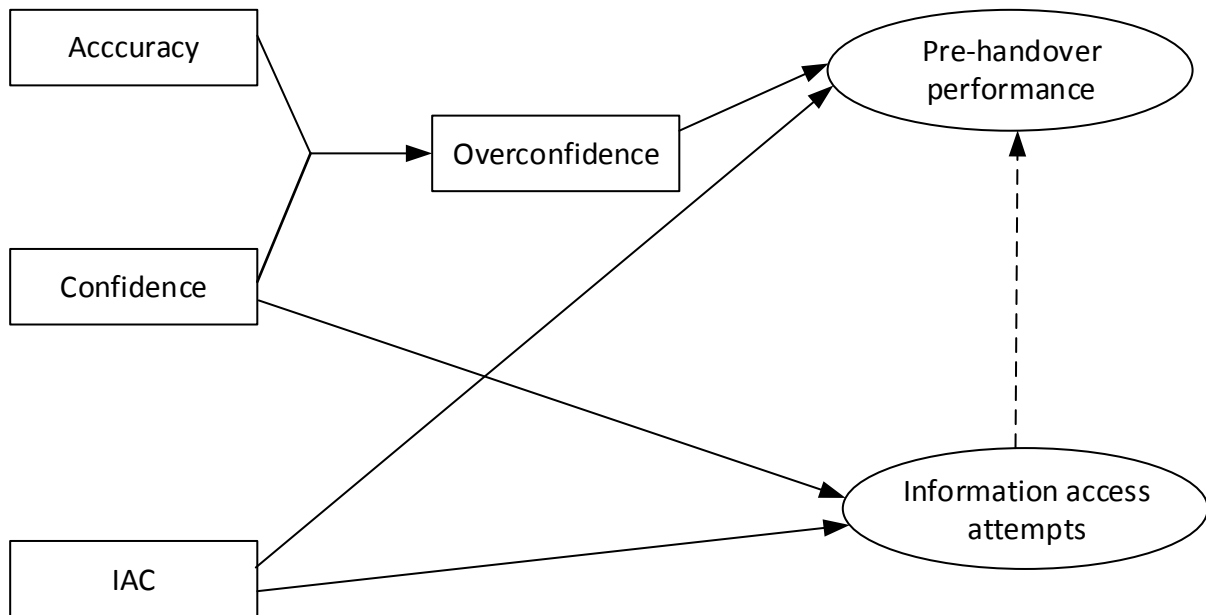 Acccuracy
Pre-handover
performance
Overconfidence
Confidence
Information access
attempts
IAC